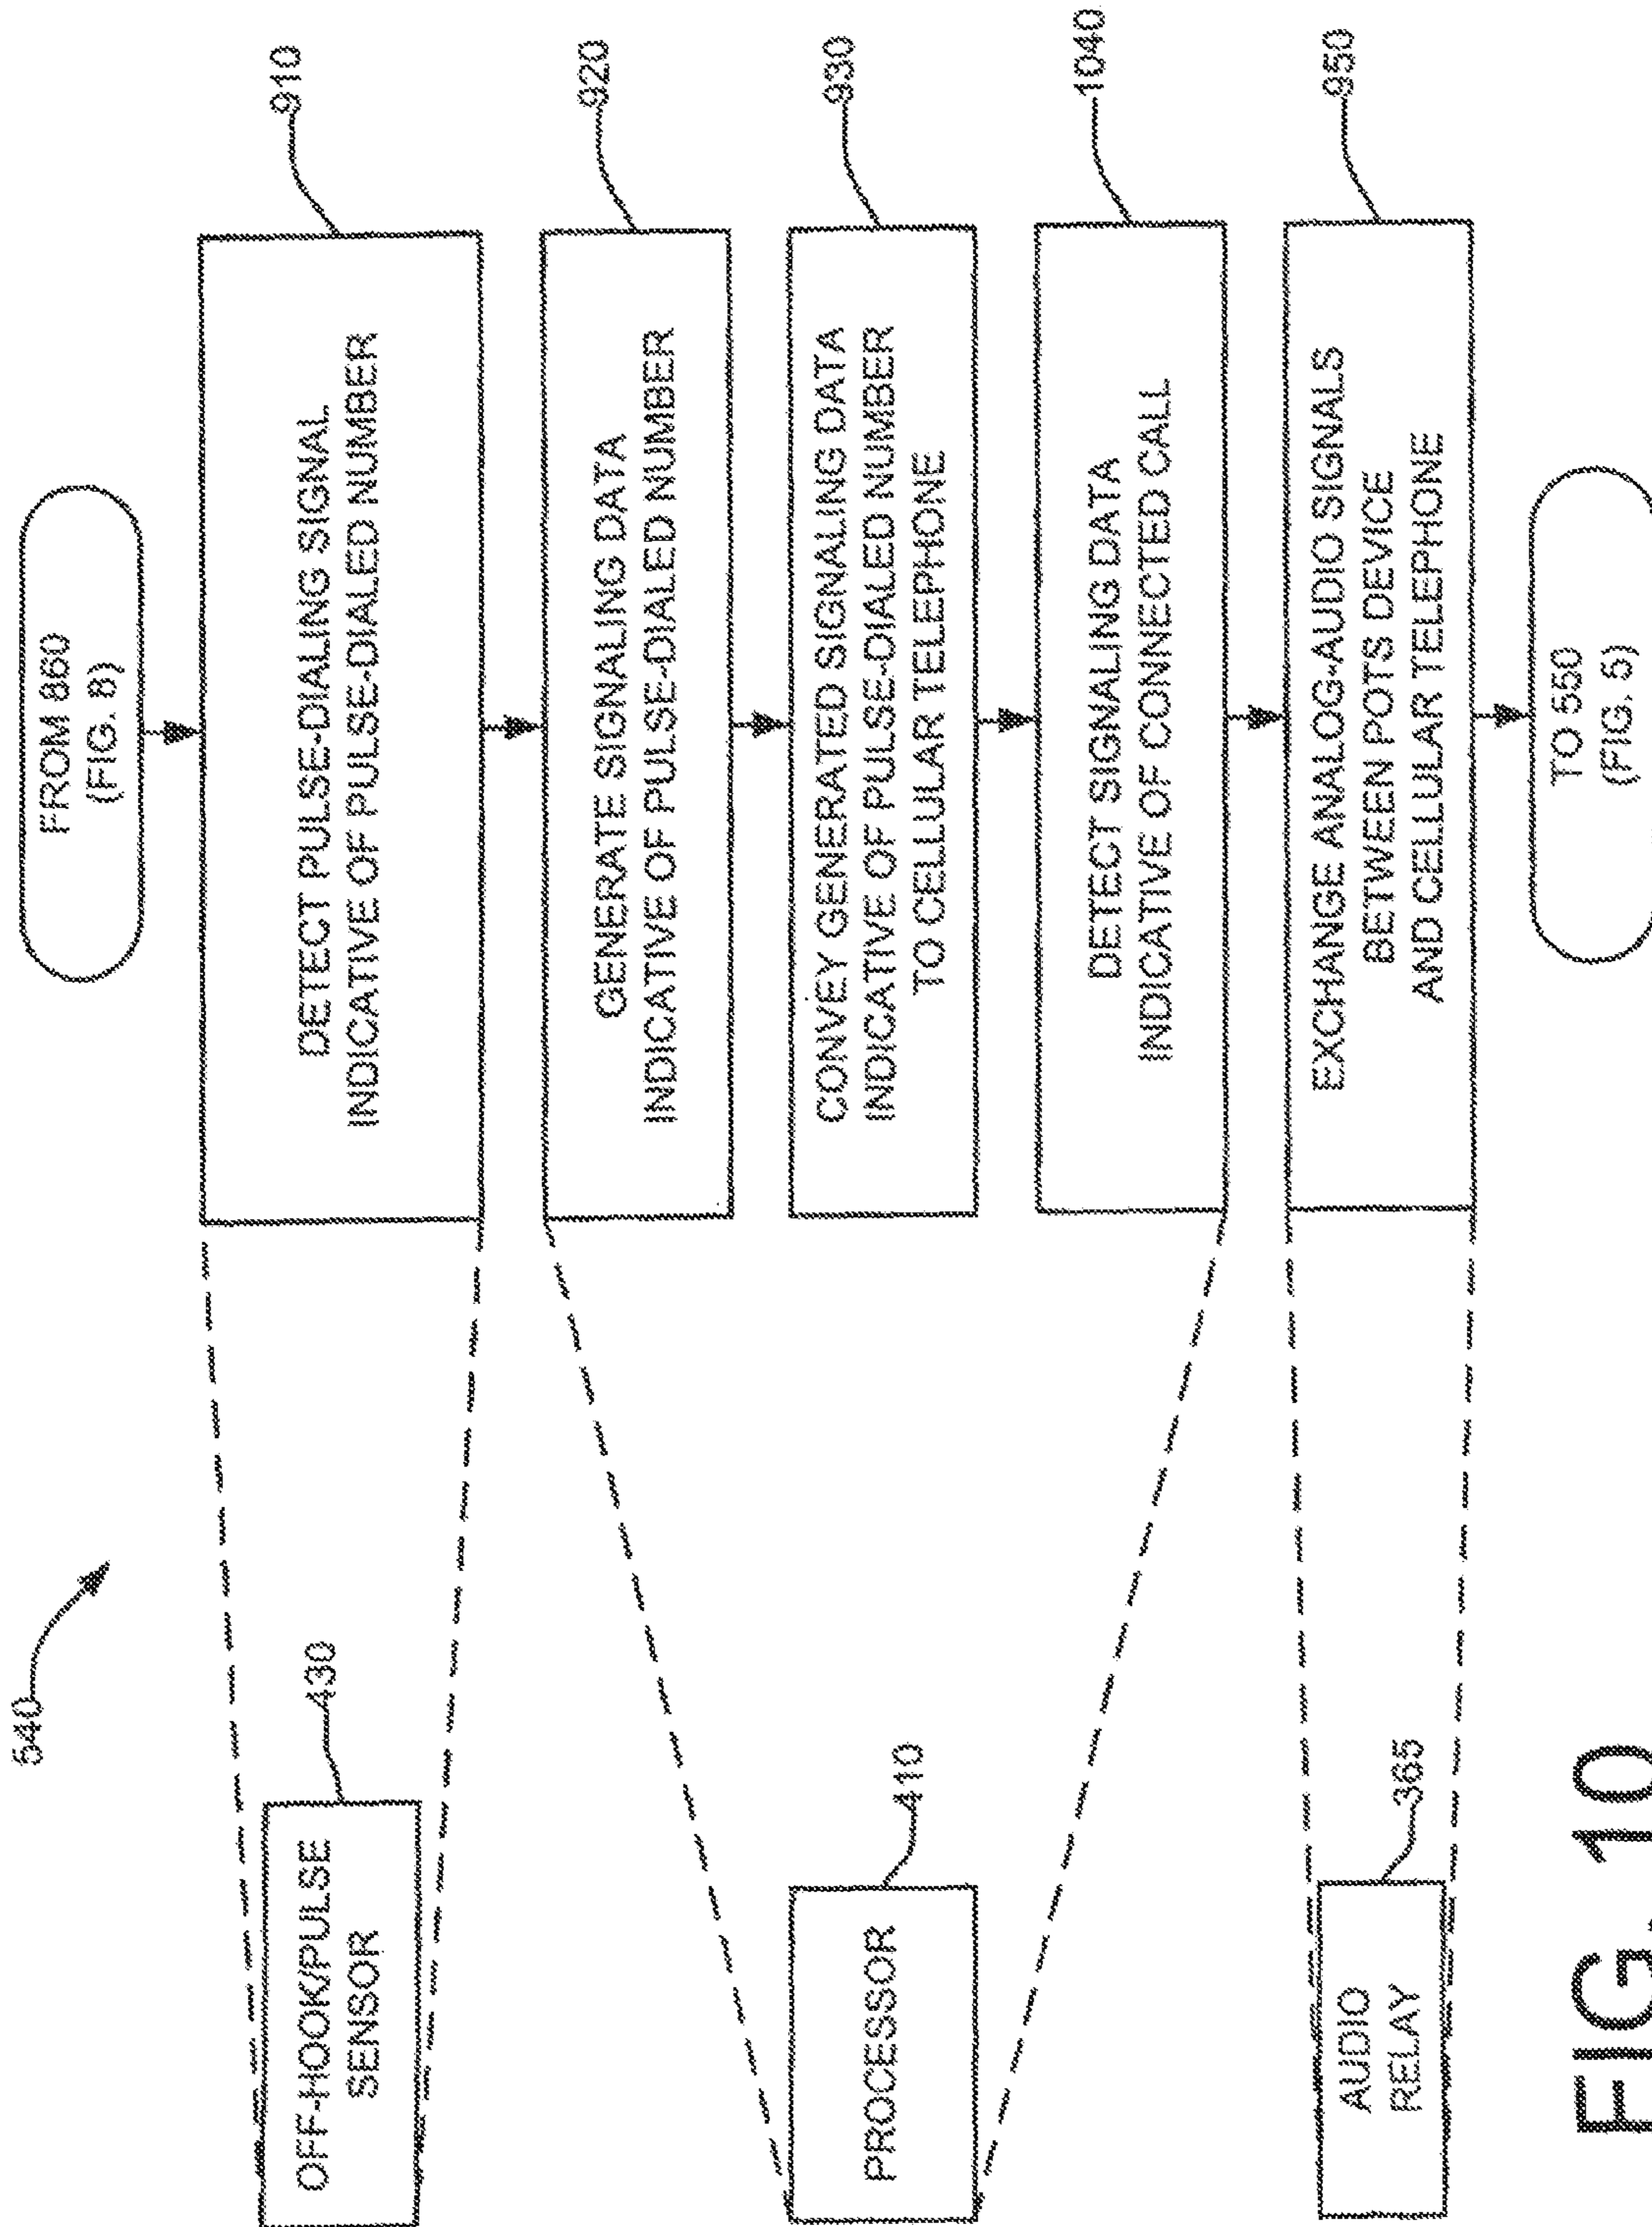 540
FROM 860
(FIG. 8)
OFF-HOOK/PULSE
SENSOR
430
DETECT PULSE-DIALING SIGNAL
INDICATIVE OF PULSE-DIALED NUMBER
910
GENERATE SIGNALING DATA
INDICATIVE OF PULSE-DIALED NUMBER
920
PROCESSOR
410
CONVEY GENERATED SIGNALING DATA
INDICATIVE OF PULSE-DIALED NUMBER
TO CELLULAR TELEPHONE
930
DETECT SIGNALING DATA
INDICATIVE OF CONNECTED CALL
1040
AUDIO
RELAY
365
EXCHANGE ANALOG-AUDIO SIGNALS
BETWEEN POTS DEVICE
AND CELLULAR TELEPHONE
950
TO 550
(FIG. 5)
FIG. 10